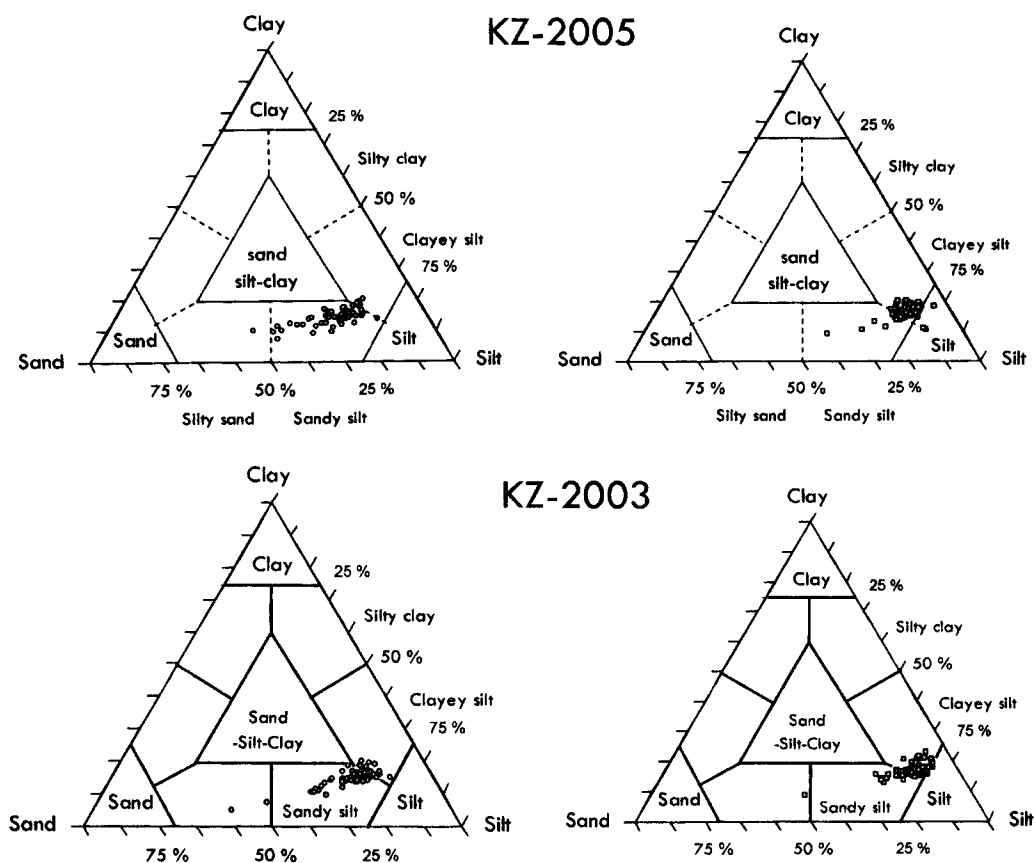 KZ-2005
Clay
Clay
25 %
Silty clay
50 %
Clayey silt
75 %
sand
silt-clay
Sand
Silt
Sand
Silt
75 %
50 %
25 %
Silty sand
Sandy silt
Clay
Clay
25 %
Silty clay
50 %
Clayey silt
75 %
sand
silt-clay
Sand
Silt
Sand
Silt
75 %
50 %
25 %
Silty sand
Sandy silt
KZ-2003
Clay
Clay
25 %
Silty clay
50 %
Clayey silt
75 %
Sand
-Silt-Clay
Sand
Sandy silt
Silt
Sand
Silt
75 %
50 %
25 %
Clay
Clay
25 %
Silty clay
50 %
Clayey silt
75 %
Sand
-Silt-Clay
Sand
Sandy silt
Silt
Sand
Silt
75 %
50 %
25 %